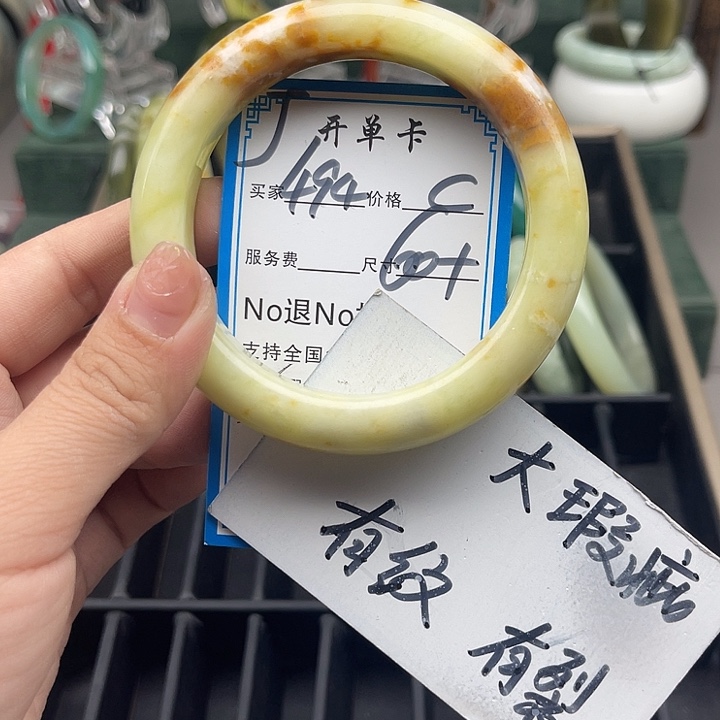 开单卡
J
买家 494 价格 C
服务费 尺寸 60+
No退No
支持全国
大瑕疵
有纹
有裂